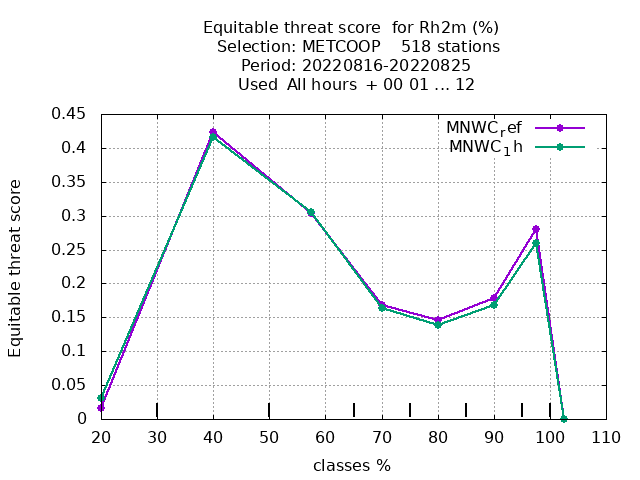 Equitable threat score for Rh2m (%)
Selection: METCOOP 518 stations
Period: 20220816-20220825
Used All hours + 00 01 ... 12
MNWC_ref
MNWC_1h
Equitable threat score
0.45
0.4
0.35
0.3
0.25
0.2
0.15
0.1
0.05
0
20 30 40 50 60 70 80 90 100 110
classes %